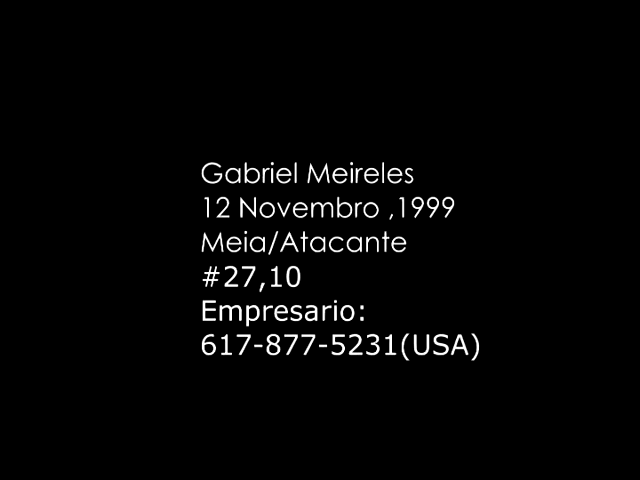 Gabriel Meireles
12 Novembro ,1999
Meia/Atacante
#27,10
Empresario:
617-877-5231(USA)